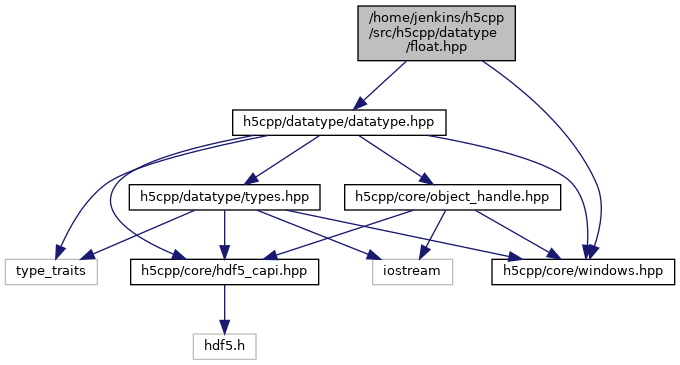 /home/jenkins/h5cpp
/src/h5cpp/datatype
/float.hpp
h5cpp/datatype/datatype.hpp
h5cpp/datatype/types.hpp
h5cpp/core/object_handle.hpp
type_traits
h5cpp/core/hdf5_capi.hpp
iostream
h5cpp/core/windows.hpp
hdf5.h